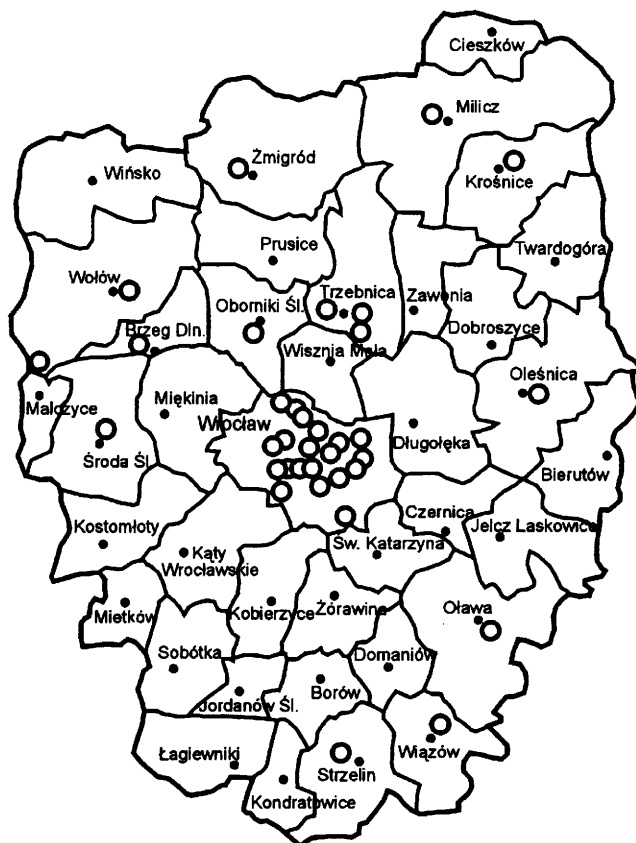 Cieszków
Milicz
Żmigród
Krośnice
Wińsko
Prusice
Twardogóra
Wołów
Oborniki Śl.
Trzebnica
Zawonia
Brzeg Dln.
Dobroszyce
Wisznia Mała
Oleśnica
Malczyce
Miękinia
Wrocław
Długołęka
Środa Śl.
Bierutów
Kostomłoty
Czernica
Jelcz Laskowice
Kąty
Wrocławskie
Św. Katarzyna
Mietków
Kobierzyce
Żórawina
Oława
Sobótka
Domaniów
Jordanów Śl.
Borów
Łagiewniki
Wiązów
Strzelin
Kondratowice